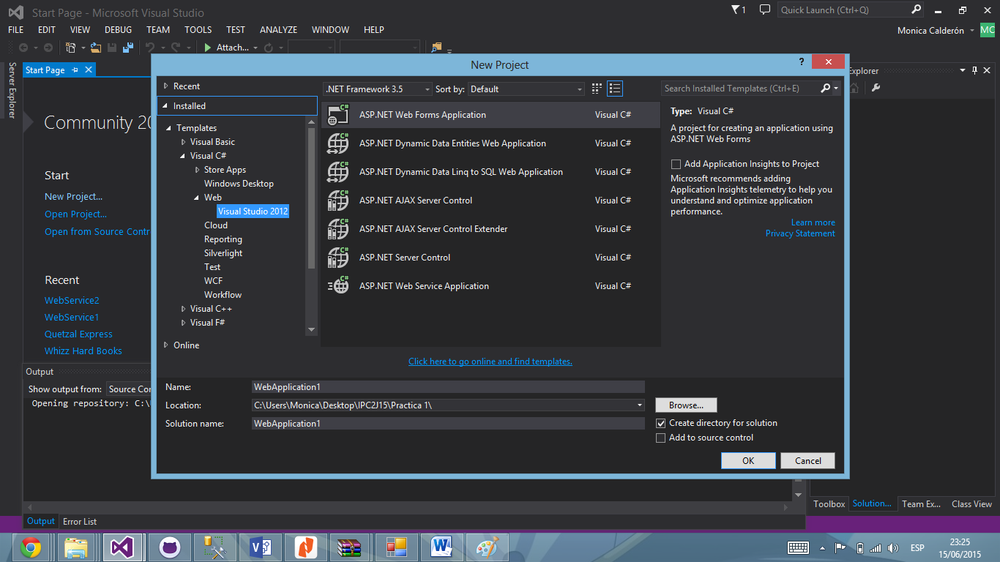 Start Page - Microsoft Visual Studio
1
Quick Launch (Ctrl+Q)
FILE EDIT VIEW DEBUG TEAM TOOLS TEST ANALYZE WINDOW HELP
Monica Calderón MC
Attach...
Server Explorer
Start Page
Explorer
Community 20
Start
New Project...
Open Project...
Open from Source Contr
Recent
WebService2
WebService1
Quetzal Express
Whizz Hard Books
New Project
?
Recent
Installed
Templates
Visual Basic
Visual C#
Store Apps
Windows Desktop
Web
Visual Studio 2012
Cloud
Reporting
Silverlight
Test
WCF
Workflow
Visual C++
Visual F#
Online
.NET Framework 3.5 Sort by: Default
Search Installed Templates (Ctrl+E)
ASP.NET Web Forms Application Visual C#
ASP.NET Dynamic Data Entities Web Application Visual C#
ASP.NET Dynamic Data Linq to SQL Web Application Visual C#
ASP.NET AJAX Server Control Visual C#
ASP.NET AJAX Server Control Extender Visual C#
ASP.NET Server Control Visual C#
ASP.NET Web Service Application Visual C#
Type: Visual C#
A project for creating an application using
ASP.NET Web Forms
Add Application Insights to Project
Microsoft recommends adding
Application Insights telemetry to help you
understand and optimize application
performance.
Learn more
Privacy Statement
Click here to go online and find templates.
Name: WebApplication1
Location: C:\Users\Monica\Desktop\IPC2J15\Practica 1\
Browse...
Solution name: WebApplication1
Create directory for solution
Add to source control
OK Cancel
Output
Show output from: Source Con
Opening repository: C:\
Toolbox Solution... Team Ex... Class View
Output Error List
ESP
23:25
15/06/2015